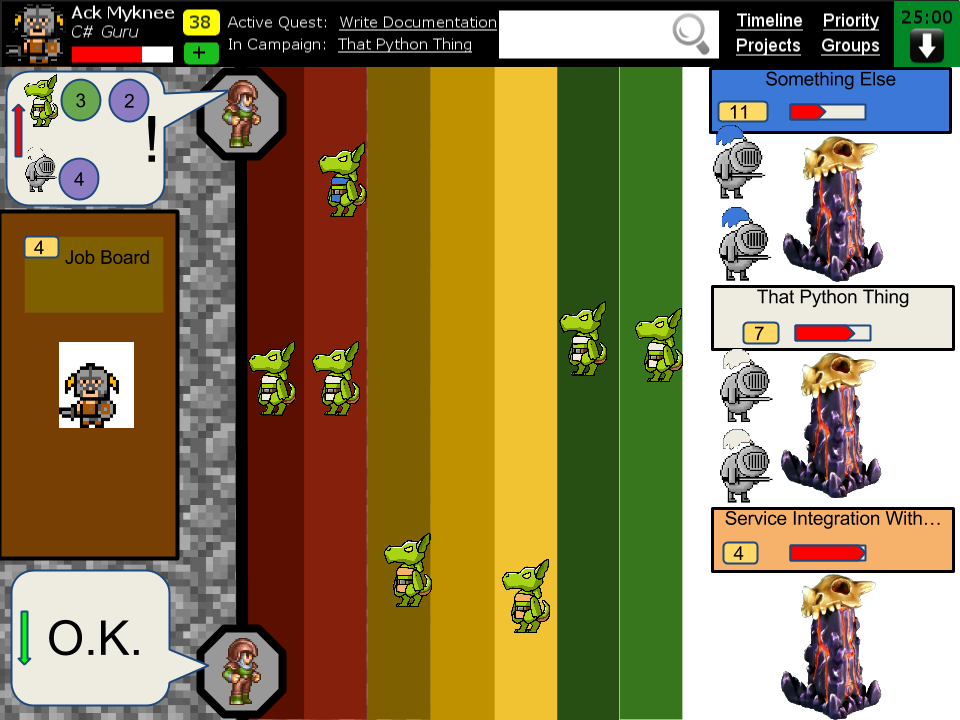 Ack Myknee
C# Guru
38
+
Active Quest: Write Documentation
In Campaign: That Python Thing
Timeline Priority
Projects Groups
25:00
3 2
!
4
4
Job Board
O.K.
Something Else
11
That Python Thing
7
Service Integration With…
4